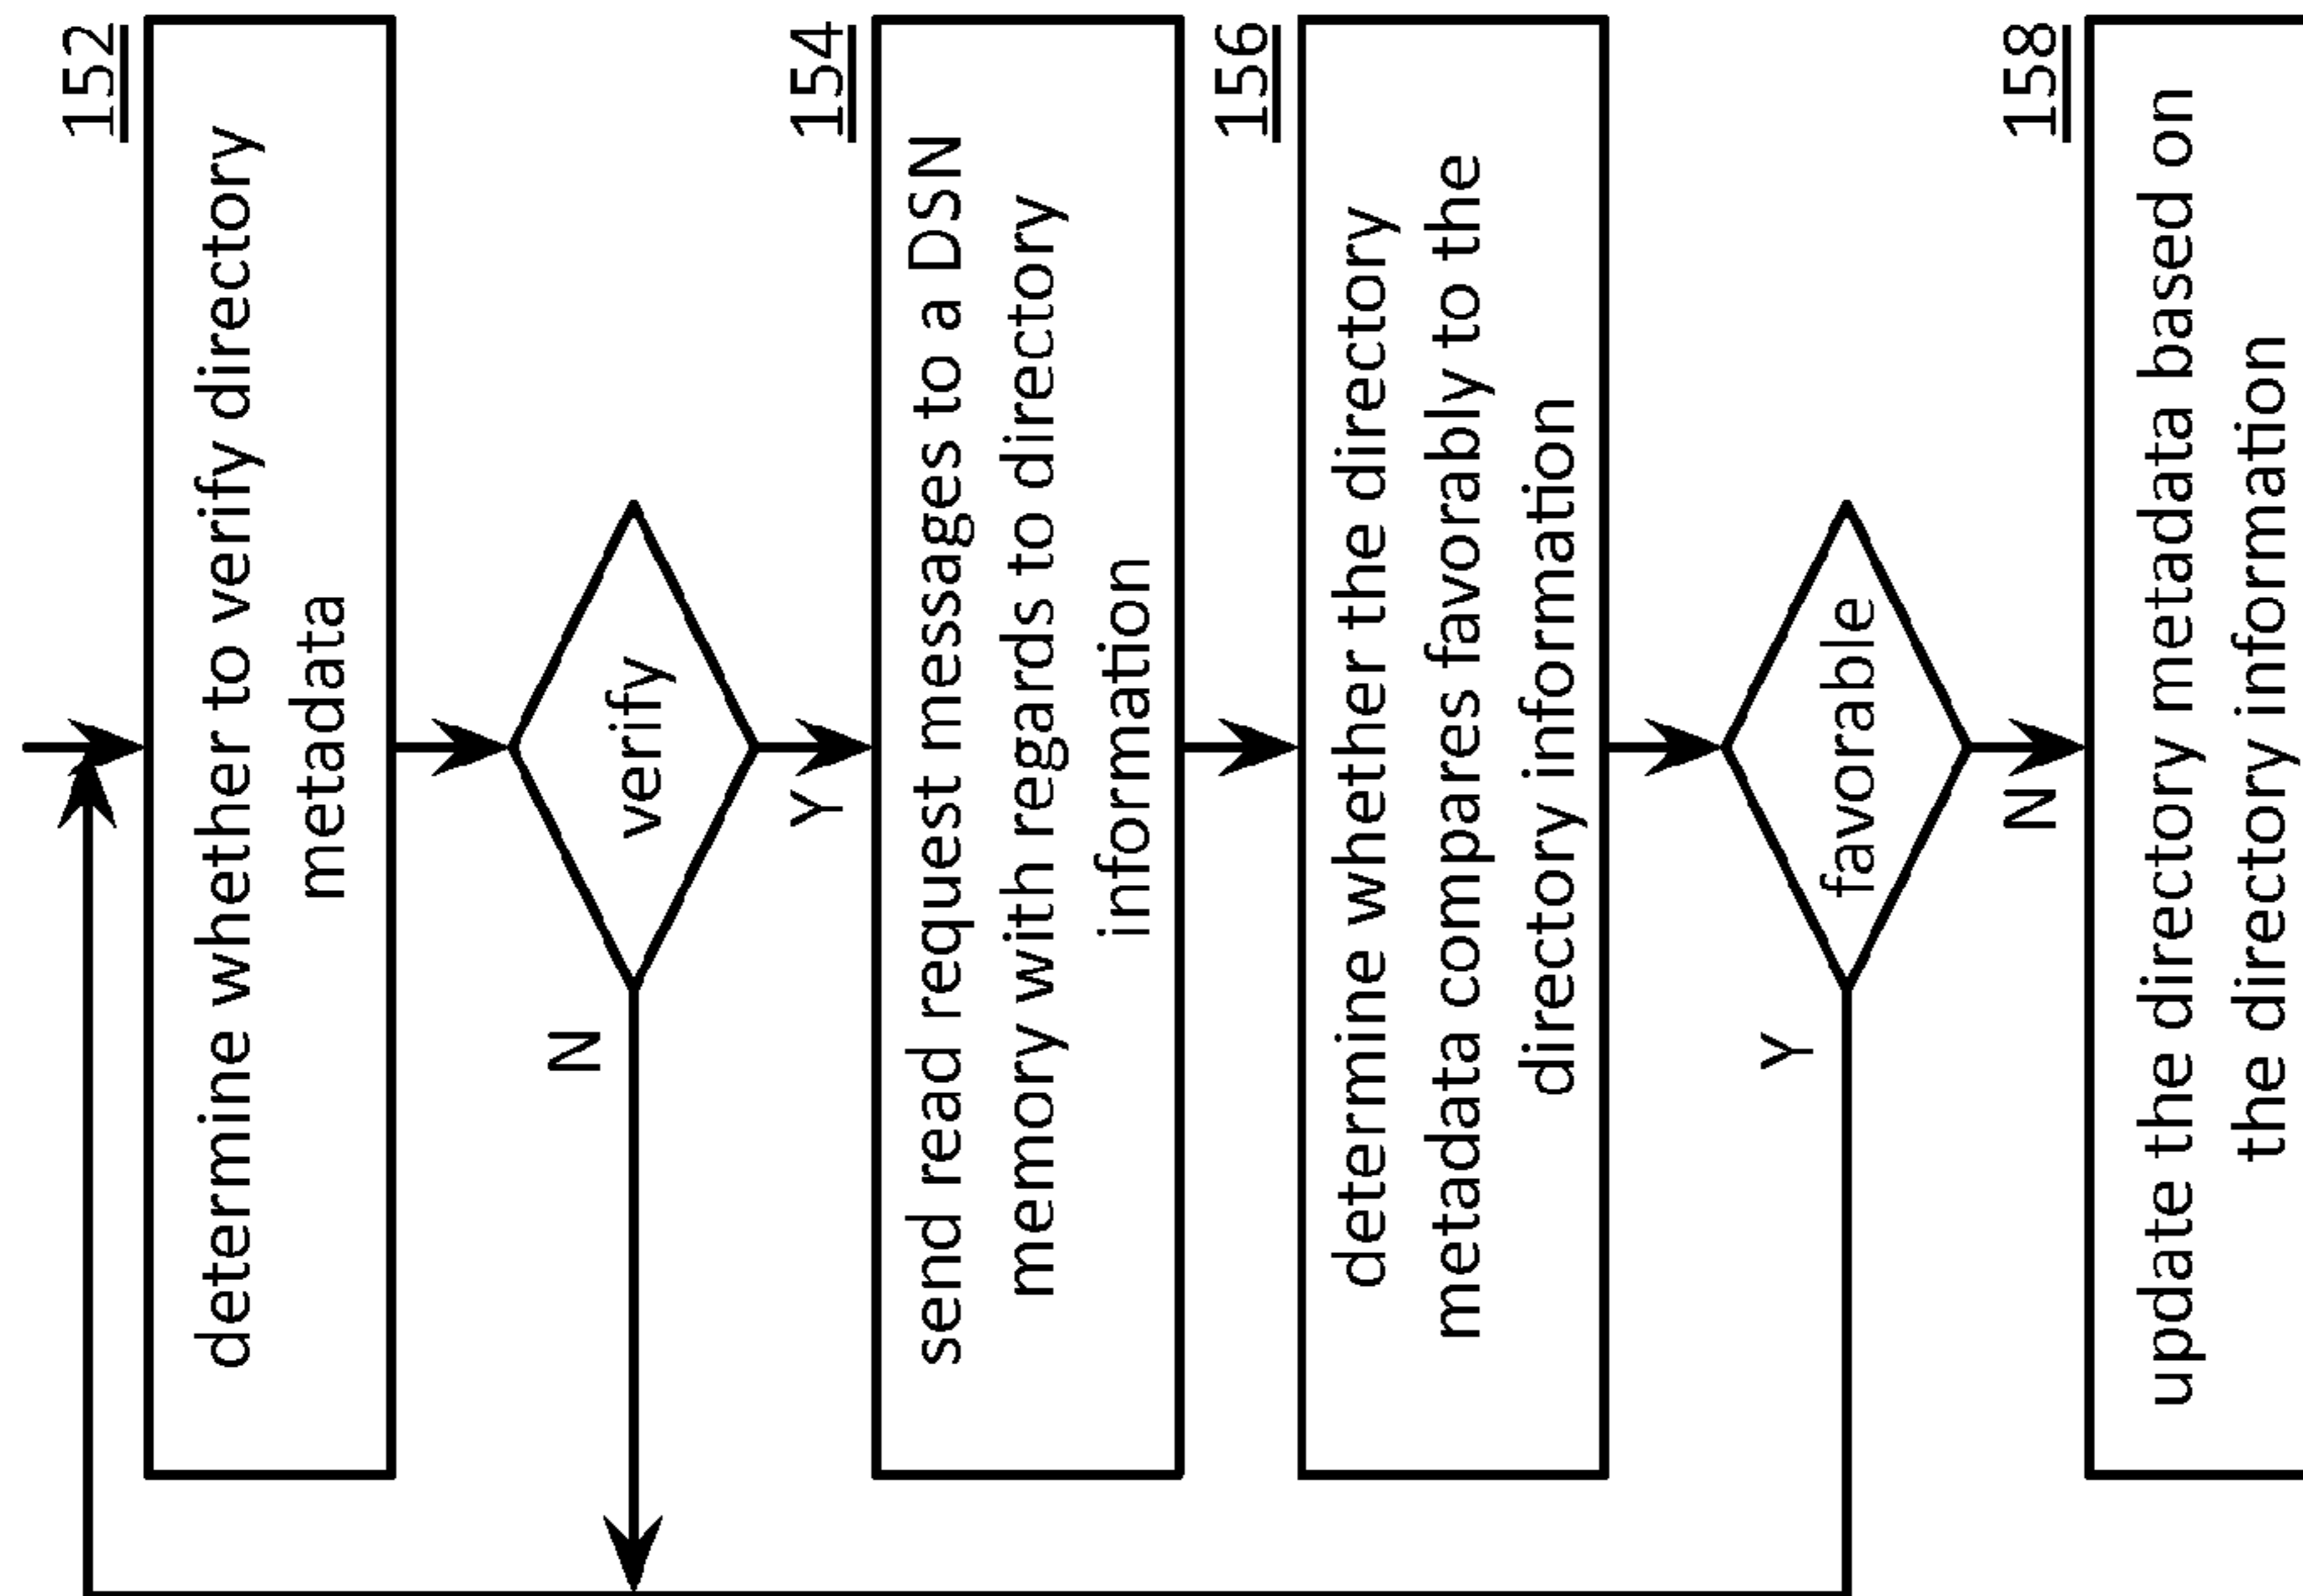 152
determine whether to verify directory
metadata
verify
N
Y
154
send read request messages to a DSN
memory with regards to directory
information
156
determine whether the directory
metadata compares favorably to the
directory information
favorable
Y
N
158
update the directory metadata based on
the directory information